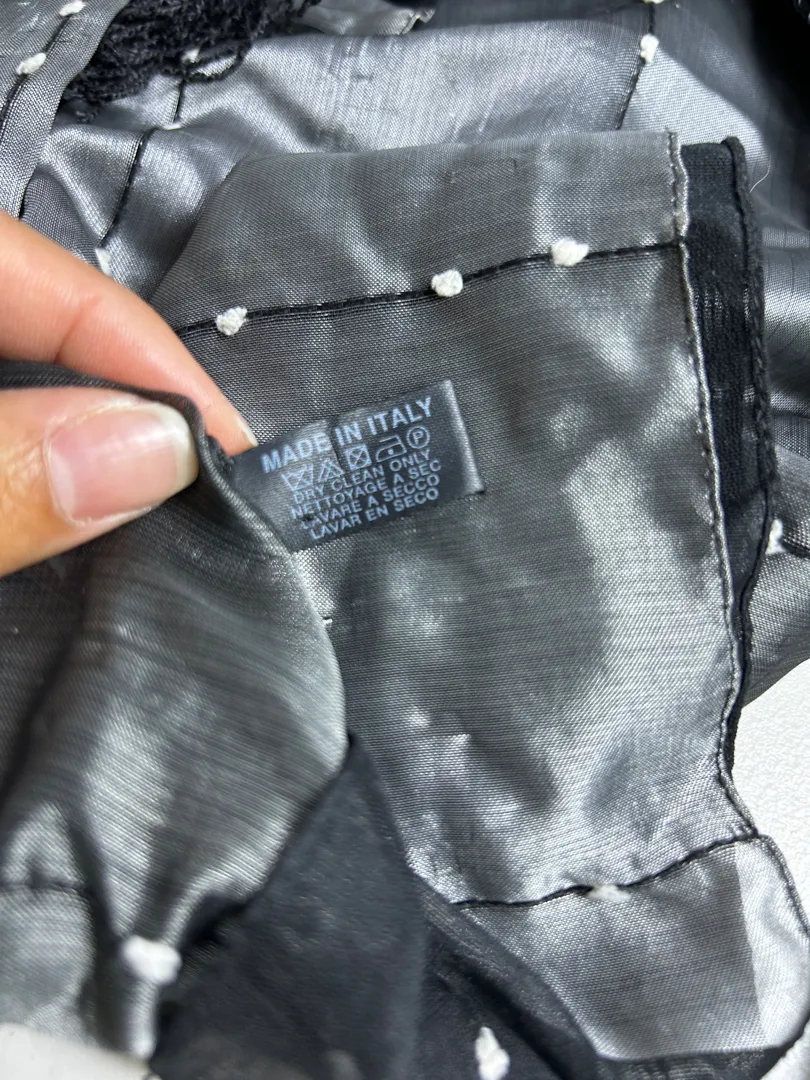 MADE IN ITALY
P
DRY CLEAN ONLY
NETTOYAGE A SEC
LAVARE A SECCO
LAVAR EN SECO